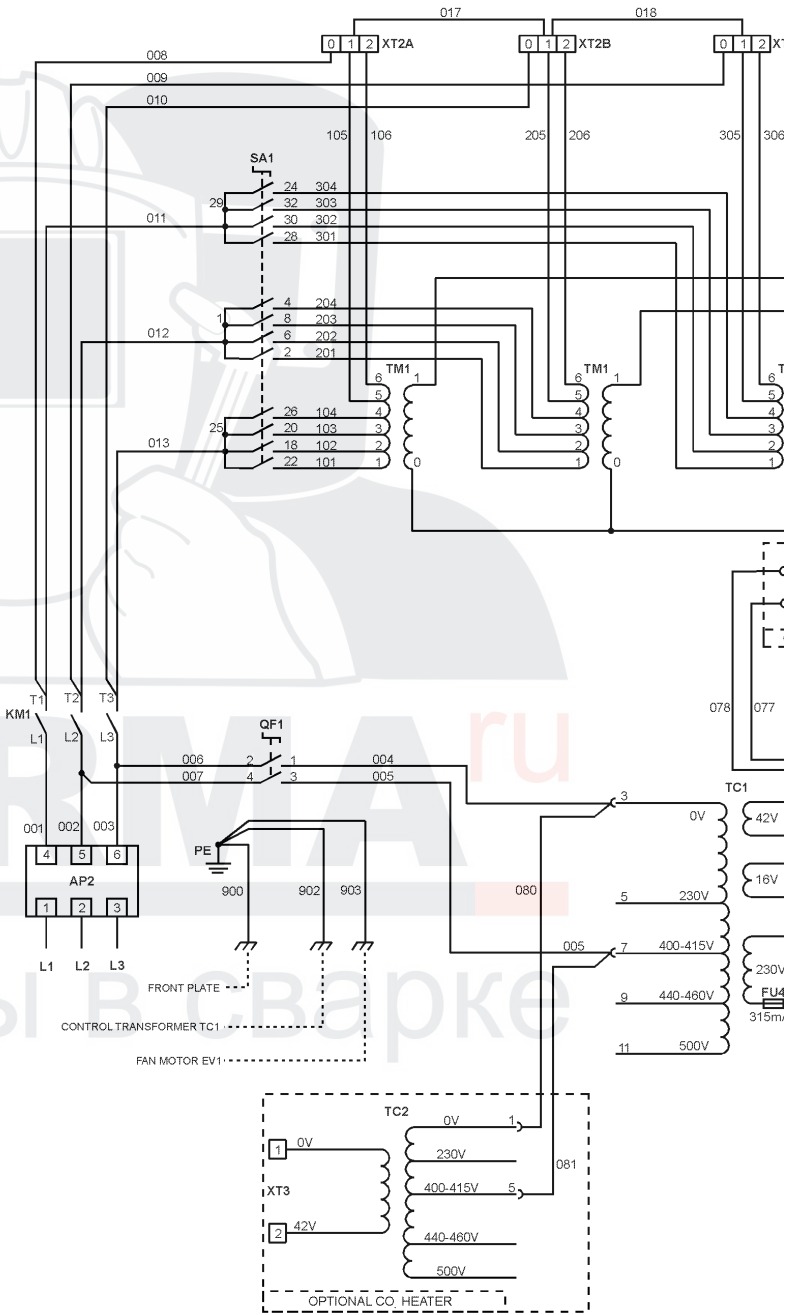 017 018
0 1 2 XT2A 0 1 2 XT2B 0 1 2
008
009
010
105 106 205 206 305 306
SA1
24 304
29 32 303
011 30 302
28 301
4 204
1 8 203
012 6 202
2 201
TM1 TM1
6 1 6 1 6
5 5 5
26 104 4 4 4
25 20 103 3 3 3
013 18 102 2 2 2
22 101 1 0 1 0 1
T1 T2 T3
KM1
L1 L2 L3
QF1
078 077
006 2 1 004
007 4 3 005
TC1
3
0V 42V
001 002 003
4 5 6
PE
AP2
16V
900 902 903 080
5 230V
1 2 3
005 7 400-415V
L1 L2 L3
230V
FRONT PLATE
9 440-460V FU4
315m
CONTROL TRANSFORMER TC1
11 500V
FAN MOTOR EV1
TC2
0V 1
1 0V
230V
081
XT3 400-415V 5
2 42V
440-460V
500V
OPTIONAL CO HEATER
RMA ru
ы в сварке